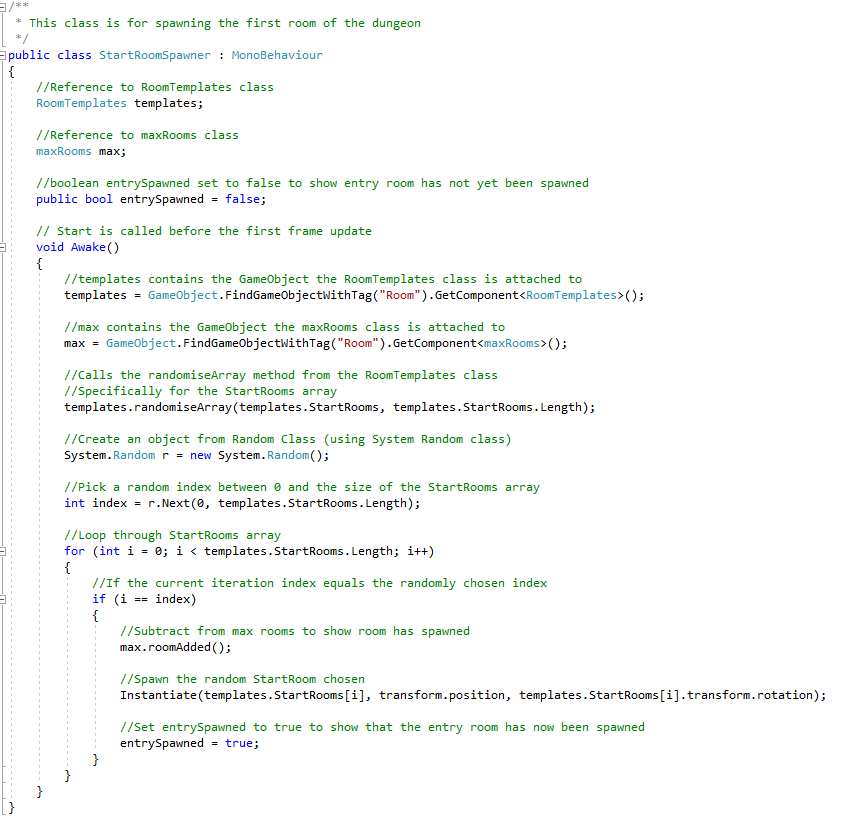 /**
 * This class is for spawning the first room of the dungeon
 */
public class StartRoomSpawner : MonoBehaviour
{
    //Reference to RoomTemplates class
    RoomTemplates templates;

    //Reference to maxRooms class
    maxRooms max;

    //boolean entrySpawned set to false to show entry room has not yet been spawned
    public bool entrySpawned = false;

    // Start is called before the first frame update
    void Awake()
    {
        //templates contains the GameObject the RoomTemplates class is attached to
        templates = GameObject.FindGameObjectWithTag("Room").GetComponent<RoomTemplates>();

        //max contains the GameObject the maxRooms class is attached to
        max = GameObject.FindGameObjectWithTag("Room").GetComponent<maxRooms>();

        //Calls the randomiseArray method from the RoomTemplates class
        //Specifically for the StartRooms array
        templates.randomiseArray(templates.StartRooms, templates.StartRooms.Length);

        //Create an object from Random Class (using System Random class)
        System.Random r = new System.Random();

        //Pick a random index between 0 and the size of the StartRooms array
        int index = r.Next(0, templates.StartRooms.Length);

        //Loop through StartRooms array
        for (int i = 0; i < templates.StartRooms.Length; i++)
        {
            //If the current iteration index equals the randomly chosen index
            if (i == index)
            {
                //Subtract from max rooms to show room has spawned
                max.roomAdded();

                //Spawn the random StartRoom chosen
                Instantiate(templates.StartRooms[i], transform.position, templates.StartRooms[i].transform.rotation);

                //Set entrySpawned to true to show that the entry room has now been spawned
                entrySpawned = true;
            }
        }
    }
}